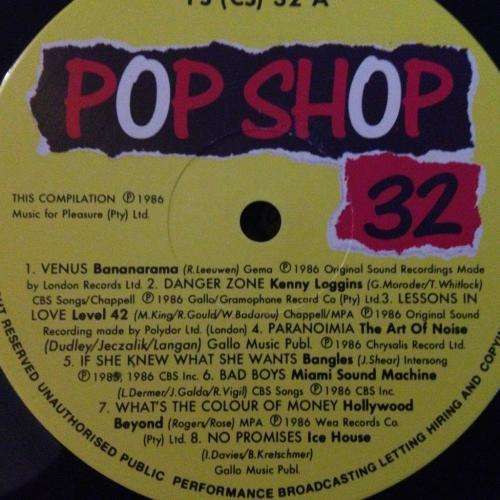 PS (CS) 32 A
POP SHOP
32
THIS COMPILATION ℗ 1986
Music for Pleasure (Pty) Ltd.
1. VENUS Bananarama (R.Leeuwen) Gema ℗ 1986 Original Sound Recordings Made
by London Records Ltd. 2. DANGER ZONE Kenny Loggins (G.Moroder/T.Whitlock)
CBS Songs/Chappell ℗ 1986 Gallo/Gramophone Record Co (Pty) Ltd.3. LESSONS IN
LOVE Level 42 (M.King/R.Gould/W.Badarou) Chappell/MPA ℗ 1986 Original Sound
Recording made by Polydor Ltd. (London) 4. PARANOIMIA The Art Of Noise
(Dudley/Jeczalik/Langan) Gallo Music Publ. ℗ 1986 Chrysalis Record Ltd.
5. IF SHE KNEW WHAT SHE WANTS Bangles (J.Shear) Intersong
℗ 1985, 1986 CBS Inc. 6. BAD BOYS Miami Sound Machine
(L.Dermer/J.Galdo/R.Vigil) CBS Songs ℗ 1986 CBS Inc.
7. WHAT'S THE COLOUR OF MONEY Hollywood
Beyond (Rogers/Rose) MPA ℗ 1986 Wea Records Co.
(Pty) Ltd. 8. NO PROMISES Ice House
(I.Davies/B.Kretschmer)
Gallo Music Publ.
RESERVED UNAUTHORISED PUBLIC PERFORMANCE BROADCASTING LETTING HIRING AND